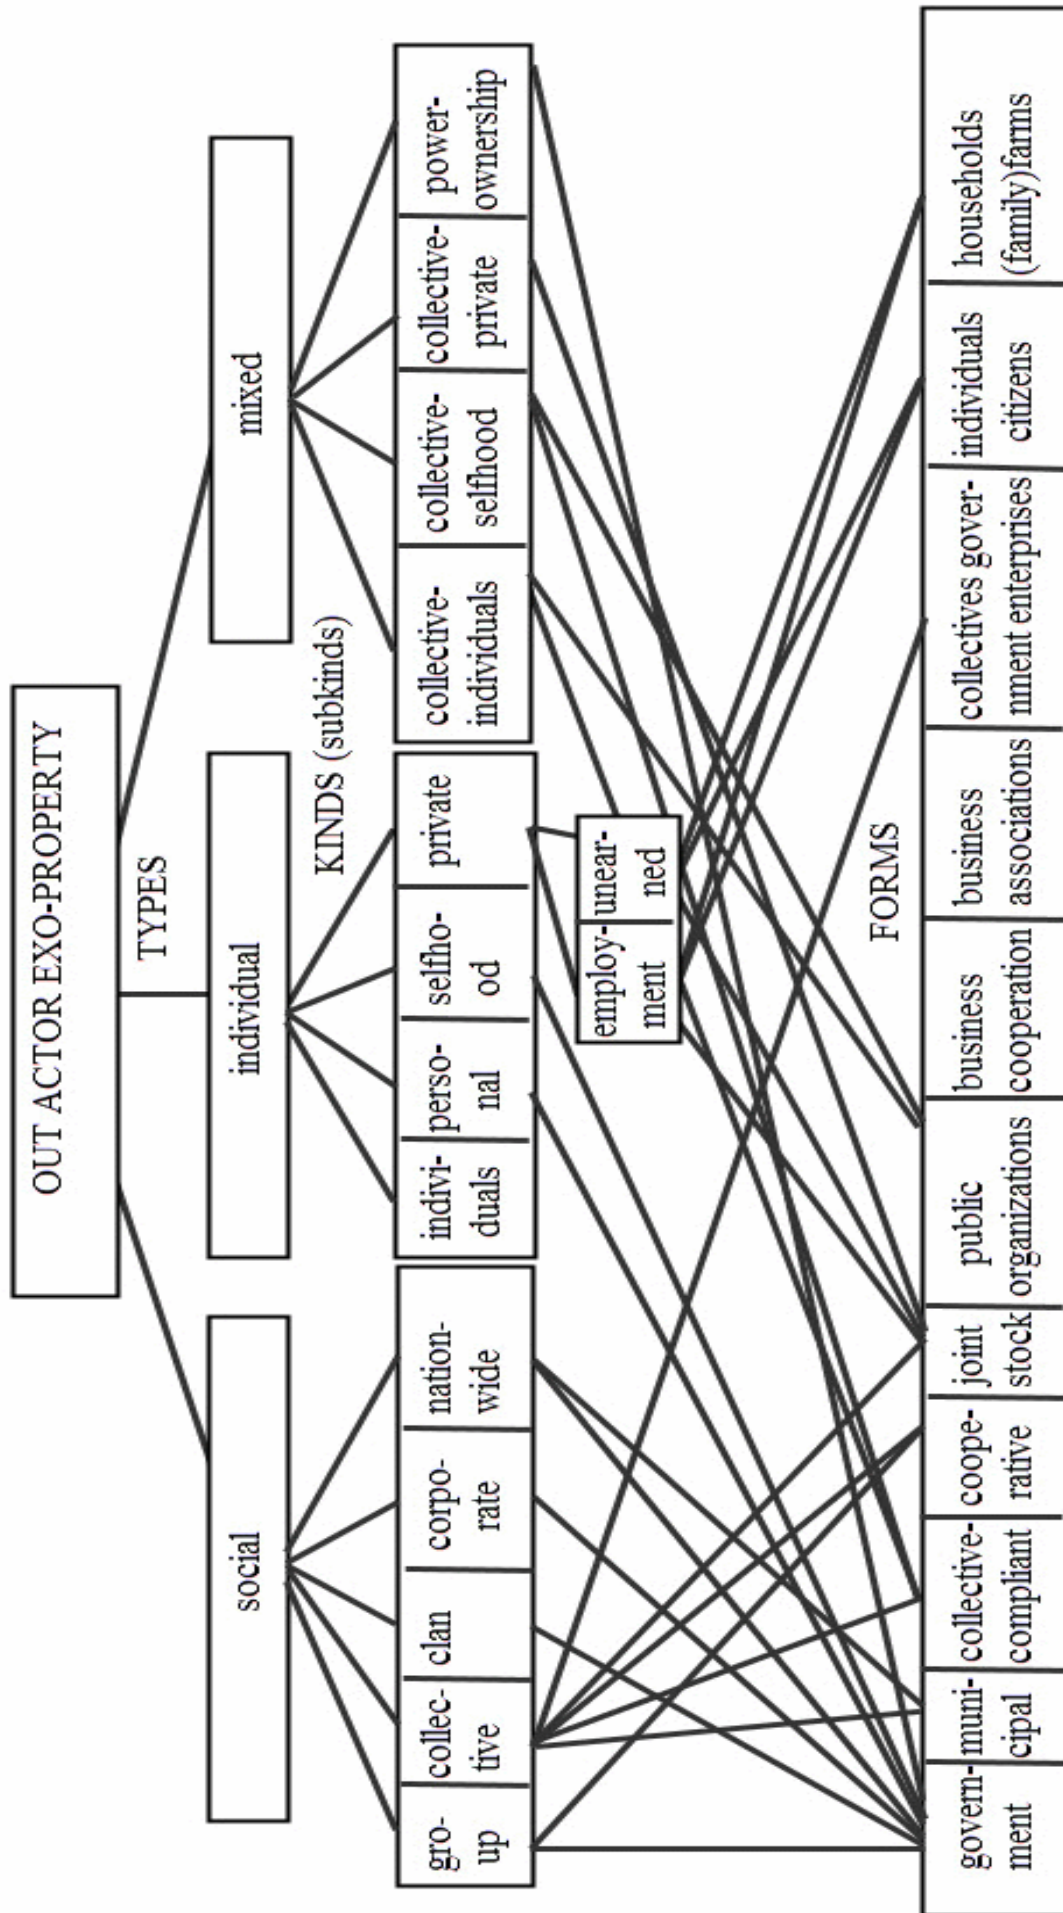 OUT ACTOR EXO-PROPERTY
TYPES
social
individual
mixed
KINDS (subkinds)
gro-
up
collec-
tive
clan
corpo-
rate
nation-
wide
indivi-
duals
perso-
nal
selfho-
od
private
collective-
individuals
collective-
selfhood
collective-
private
power-
ownership
employ-
ment
unear-
ned
FORMS
govern-
ment
muni-
cipal
collective-
compliant
coope-
rative
joint
stock
public
organizations
business
cooperation
business
associations
collectives gover-
nment enterprises
individuals
citizens
households
(family)farms